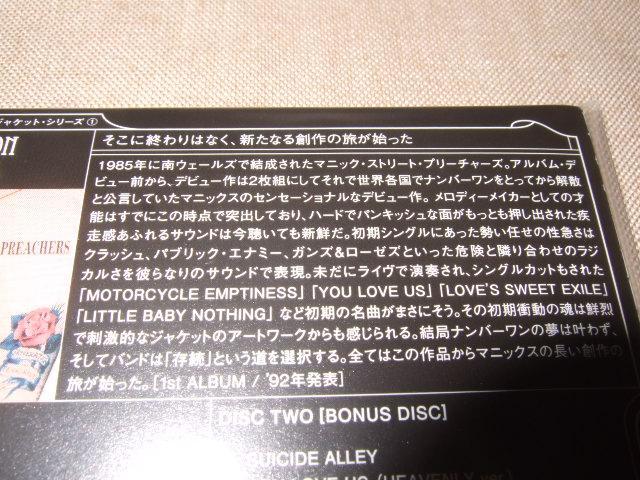 ジャケット・シリーズ①
ON
そこに終わりはなく、新たなる創作の旅が始った
1985年に南ウェールズで結成されたマニック・ストリート・プリーチャーズ。アルバム・デ
ビュー前から、デビュー作は2枚組にしてそれで世界各国でナンバーワンをとってから解散
と公言していたマニックスのセンセーショナルなデビュー作。 メロディーメイカーとしての才
能はすでにこの時点で突出しており、ハードでパンキッシュな面がもっとも押し出された疾
PREACHERS
走感あふれるサウンドは今聴いても新鮮だ。初期シングルにあった勢い任せの性急さは
クラッシュ、パブリック・エナミー、ガンズ&ローゼズといった危険と隣り合わせのラジ
カルさを彼らなりのサウンドで表現。未だにライヴで演奏され、シングルカットもされた
「MOTORCYCLE EMPTINESS」「YOU LOVE US」「LOVE'S SWEET EXILE」
「LITTLE BABY NOTHING」など初期の名曲がまさにそう。その初期衝動の魂は鮮烈
で刺激的なジャケットのアートワークからも感じられる。結局ナンバーワンの夢は叶わず、
そしてバンドは「存続」という道を選択する。全てはこの作品からマニックスの長い創作の
旅が始った。[1st ALBUM / '92年発表]
DISC TWO [BONUS DISC]
SUICIDE ALLEY
LOVE US (HEAVENLY ver.)